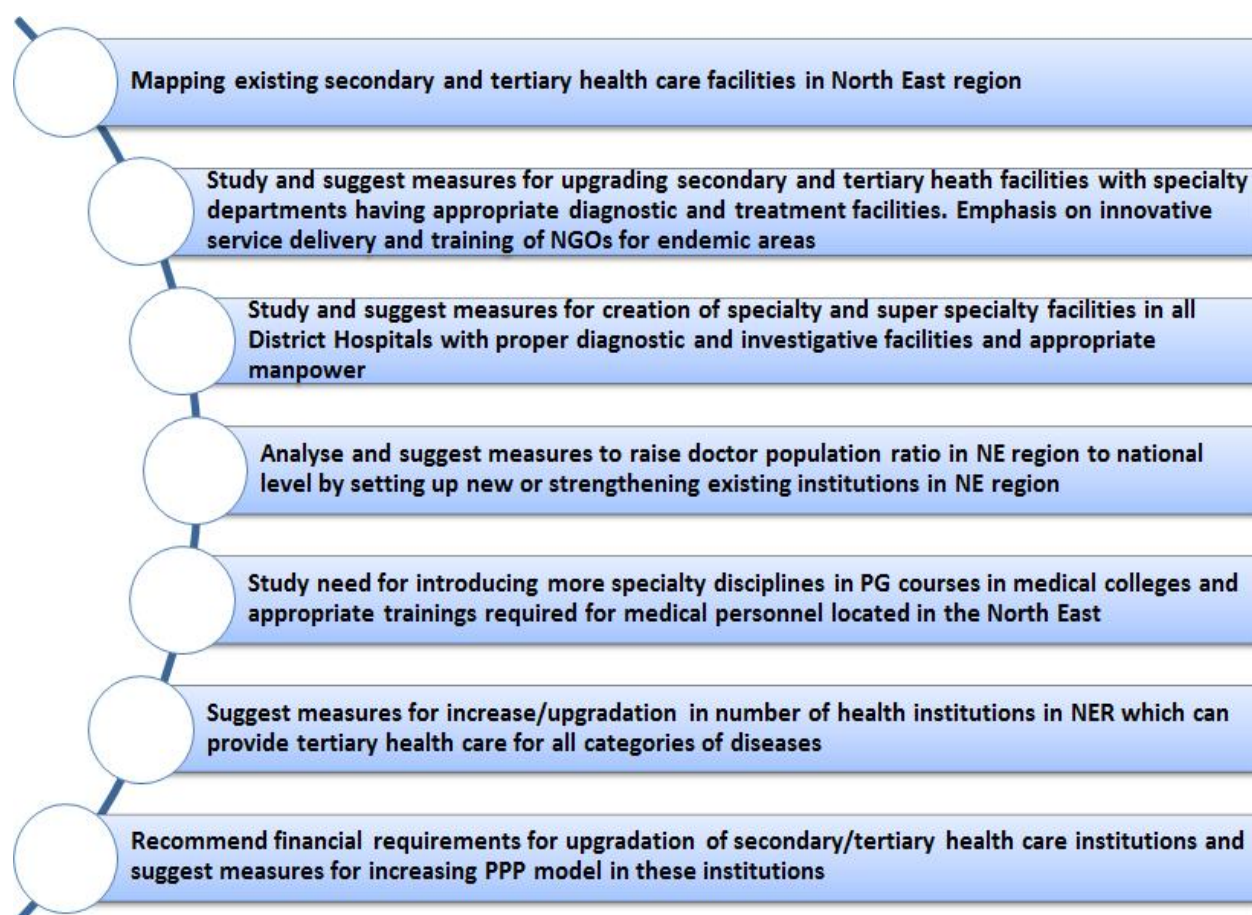 Mapping existing secondary and tertiary health care facilities in North East region
Study and suggest measures for upgrading secondary and tertiary heath facilities with specialty
departments having appropriate diagnostic and treatment facilities. Emphasis on innovative
service delivery and training of NGOs for endemic areas
Study and suggest measures for creation of specialty and super specialty facilities in all
District Hospitals with proper diagnostic and investigative facilities and appropriate
manpower
Analyse and suggest measures to raise doctor population ratio in NE region to national
level by setting up new or strengthening existing institutions in NE region
Study need for introducing more specialty disciplines in PG courses in medical colleges and
appropriate trainings required for medical personnel located in the North East
Suggest measures for increase/upgradation in number of health institutions in NER which can
provide tertiary health care for all categories of diseases
Recommend financial requirements for upgradation of secondary/tertiary health care institutions and
suggest measures for increasing PPP model in these institutions